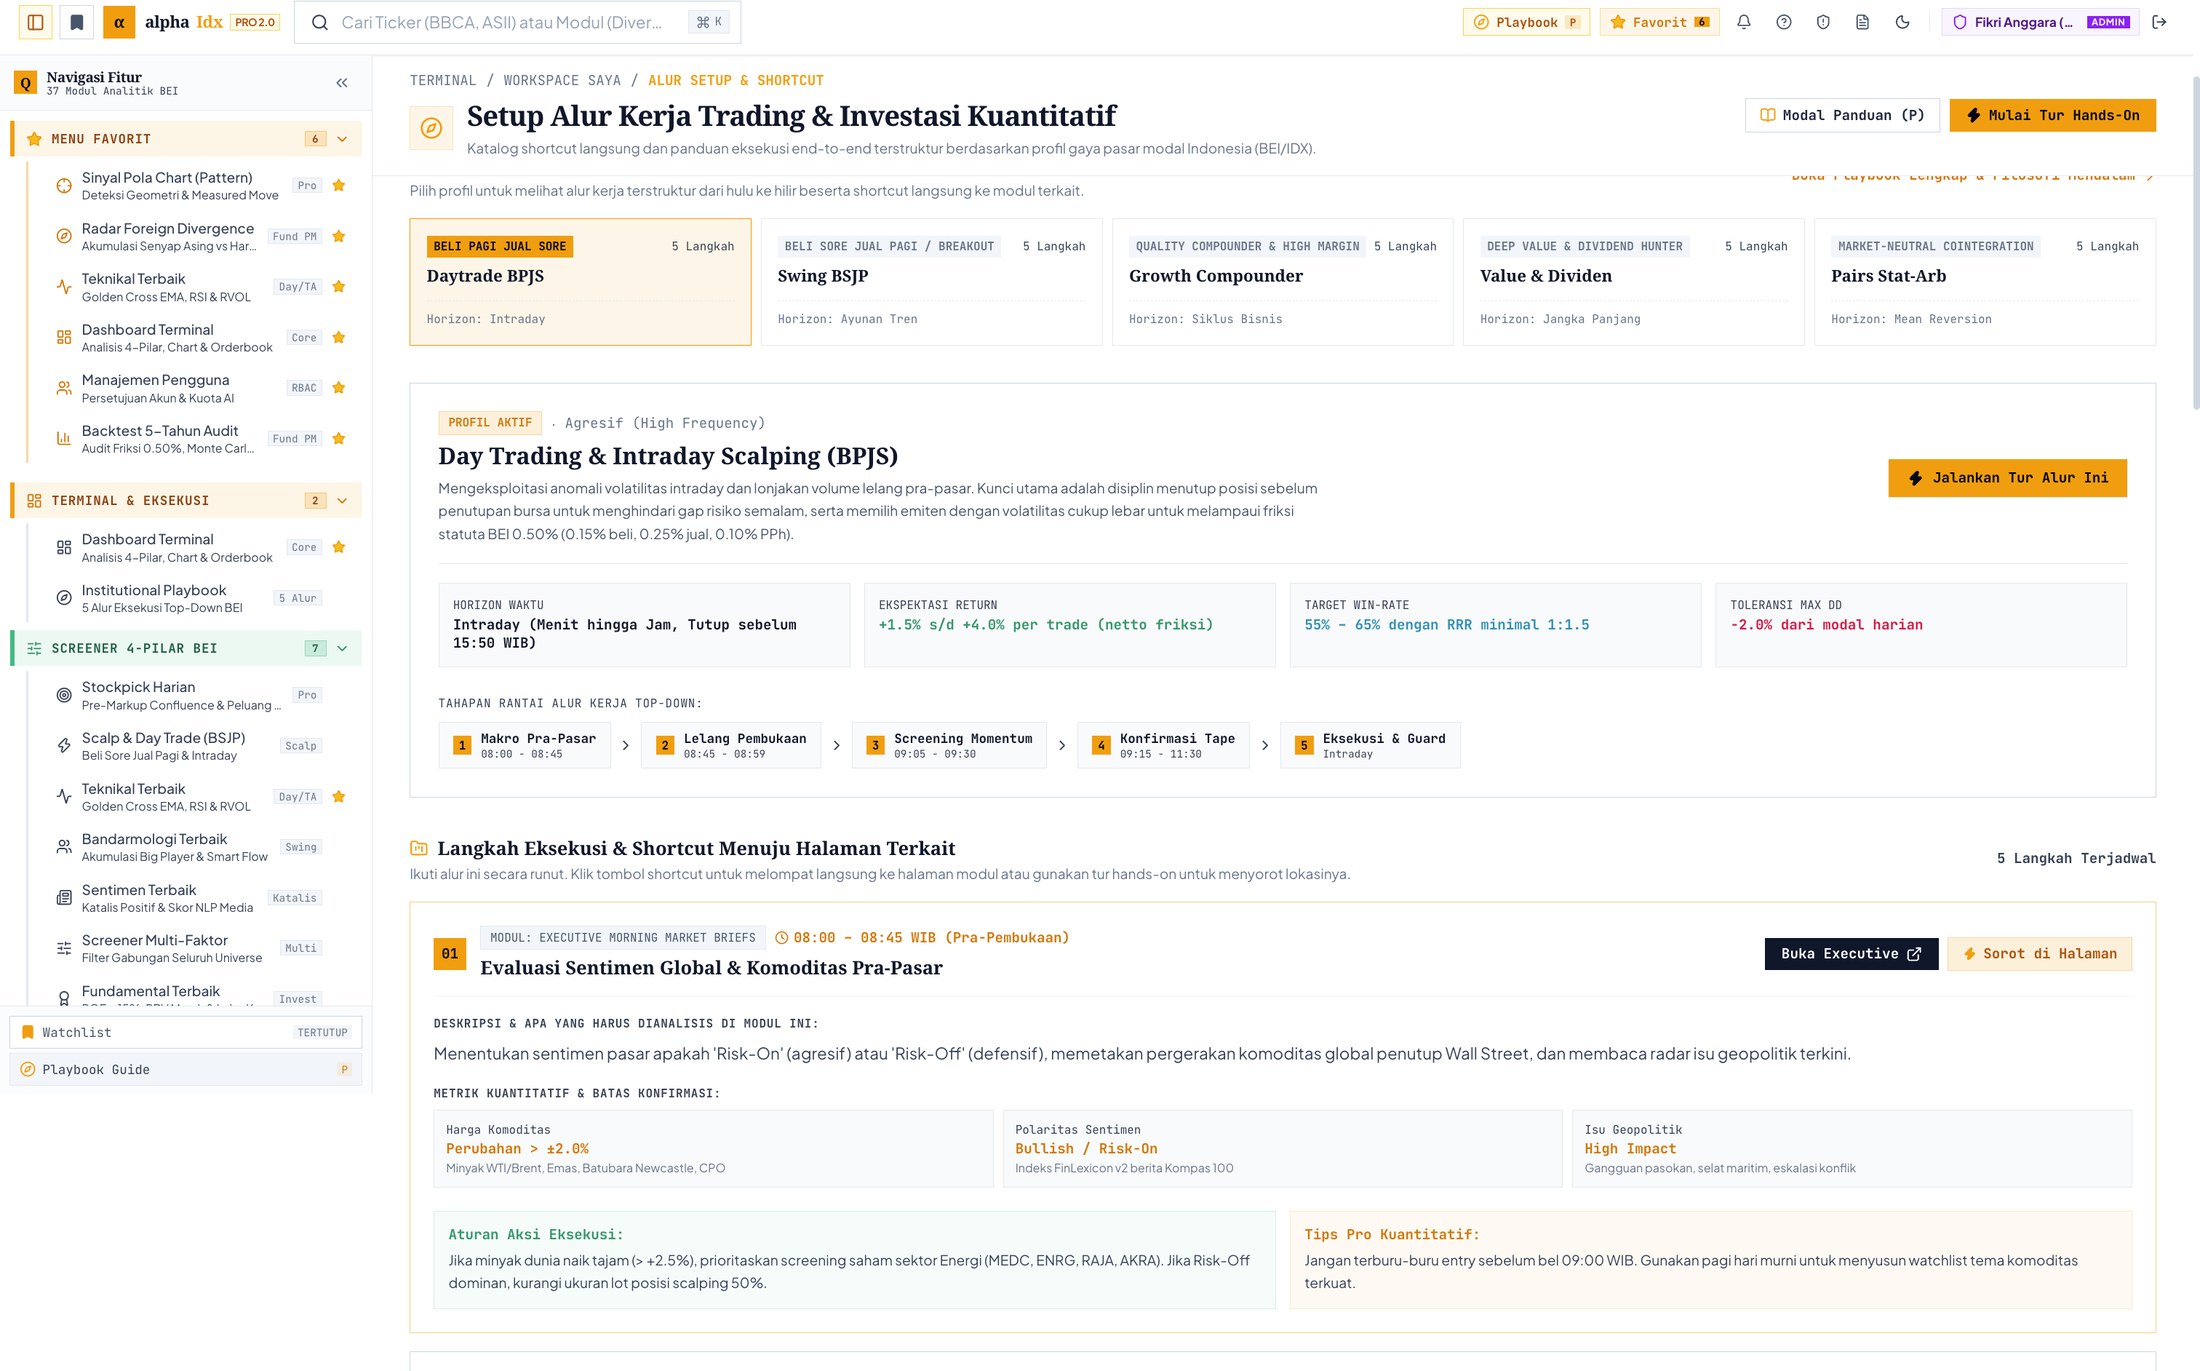 α alpha Idx PRO 2.0
Cari Ticker (BBCA, ASII) atau Modul (Diver... ⌘ K
Playbook P
Favorit 6
Fikri Anggara (... ADMIN
Q Navigasi Fitur
37 Modul Analitik BEI
MENU FAVORIT 6
Sinyal Pola Chart (Pattern) Pro
Deteksi Geometri & Measured Move
Radar Foreign Divergence Fund PM
Akumulasi Senyap Asing vs Har...
Teknikal Terbaik Day/TA
Golden Cross EMA, RSI & RVOL
Dashboard Terminal Core
Analisis 4-Pilar, Chart & Orderbook
Manajemen Pengguna RBAC
Persetujuan Akun & Kuota AI
Backtest 5-Tahun Audit Fund PM
Audit Friksi 0.50%, Monte Carl...
TERMINAL & EKSEKUSI 2
Dashboard Terminal Core
Analisis 4-Pilar, Chart & Orderbook
Institutional Playbook 5 Alur
5 Alur Eksekusi Top-Down BEI
SCREENER 4-PILAR BEI 7
Stockpick Harian Pro
Pre-Markup Confluence & Peluang ...
Scalp & Day Trade (BSJP) Scalp
Beli Sore Jual Pagi & Intraday
Teknikal Terbaik Day/TA
Golden Cross EMA, RSI & RVOL
Bandarmologi Terbaik Swing
Akumulasi Big Player & Smart Flow
Sentimen Terbaik Katalis
Katalis Positif & Skor NLP Media
Screener Multi-Faktor Multi
Filter Gabungan Seluruh Universe
Fundamental Terbaik Invest
Watchlist TERTUTUP
Playbook Guide P
TERMINAL / WORKSPACE SAYA / ALUR SETUP & SHORTCUT
Setup Alur Kerja Trading & Investasi Kuantitatif
Katalog shortcut langsung dan panduan eksekusi end-to-end terstruktur berdasarkan profil gaya pasar modal Indonesia (BEI/IDX).
Modal Panduan (P)
Mulai Tur Hands-On
Buka Playbook Lengkap & Filosofi Mendalam
Pilih profil untuk melihat alur kerja terstruktur dari hulu ke hilir beserta shortcut langsung ke modul terkait.
BELI PAGI JUAL SORE 5 Langkah
Daytrade BPJS
Horizon: Intraday
BELI SORE JUAL PAGI / BREAKOUT 5 Langkah
Swing BSJP
Horizon: Ayunan Tren
QUALITY COMPOUNDER & HIGH MARGIN 5 Langkah
Growth Compounder
Horizon: Siklus Bisnis
DEEP VALUE & DIVIDEND HUNTER 5 Langkah
Value & Dividen
Horizon: Jangka Panjang
MARKET-NEUTRAL COINTEGRATION 5 Langkah
Pairs Stat-Arb
Horizon: Mean Reversion
PROFIL AKTIF · Agresif (High Frequency)
Day Trading & Intraday Scalping (BPJS)
Mengeksploitasi anomali volatilitas intraday dan lonjakan volume lelang pra-pasar. Kunci utama adalah disiplin menutup posisi sebelum
penutupan bursa untuk menghindari gap risiko semalam, serta memilih emiten dengan volatilitas cukup lebar untuk melampaui friksi
statuta BEI 0.50% (0.15% beli, 0.25% jual, 0.10% PPh).
Jalankan Tur Alur Ini
HORIZON WAKTU
Intraday (Menit hingga Jam, Tutup sebelum
15:50 WIB)
EKSPEKTASI RETURN
+1.5% s/d +4.0% per trade (netto friksi)
TARGET WIN-RATE
55% – 65% dengan RRR minimal 1:1.5
TOLERANSI MAX DD
-2.0% dari modal harian
TAHAPAN RANTAI ALUR KERJA TOP-DOWN:
1 Makro Pra-Pasar
08:00 - 08:45
2 Lelang Pembukaan
08:45 - 08:59
3 Screening Momentum
09:05 - 09:30
4 Konfirmasi Tape
09:15 - 11:30
5 Eksekusi & Guard
Intraday
Langkah Eksekusi & Shortcut Menuju Halaman Terkait
Ikuti alur ini secara runut. Klik tombol shortcut untuk melompat langsung ke halaman modul atau gunakan tur hands-on untuk menyorot lokasinya.
5 Langkah Terjadwal
01 MODUL: EXECUTIVE MORNING MARKET BRIEFS 08:00 – 08:45 WIB (Pra-Pembukaan)
Evaluasi Sentimen Global & Komoditas Pra-Pasar
Buka Executive
Sorot di Halaman
DESKRIPSI & APA YANG HARUS DIANALISIS DI MODUL INI:
Menentukan sentimen pasar apakah 'Risk-On' (agresif) atau 'Risk-Off' (defensif), memetakan pergerakan komoditas global penutup Wall Street, dan membaca radar isu geopolitik terkini.
METRIK KUANTITATIF & BATAS KONFIRMASI:
Harga Komoditas
Perubahan > ±2.0%
Minyak WTI/Brent, Emas, Batubara Newcastle, CPO
Polaritas Sentimen
Bullish / Risk-On
Indeks FinLexicon v2 berita Kompas 100
Isu Geopolitik
High Impact
Gangguan pasokan, selat maritim, eskalasi konflik
Aturan Aksi Eksekusi:
Jika minyak dunia naik tajam (> +2.5%), prioritaskan screening saham sektor Energi (MEDC, ENRG, RAJA, AKRA). Jika Risk-Off
dominan, kurangi ukuran lot posisi scalping 50%.
Tips Pro Kuantitatif:
Jangan terburu-buru entry sebelum bel 09:00 WIB. Gunakan pagi hari murni untuk menyusun watchlist tema komoditas
terkuat.